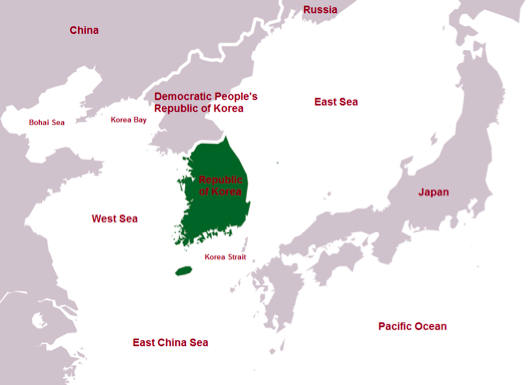 Russia
China
Democratic People's
Republic of Korea
East Sea
Bohai Sea
Korea Bay
Republic
of Korea
Japan
West Sea
Korea Strait
Pacific Ocean
East China Sea